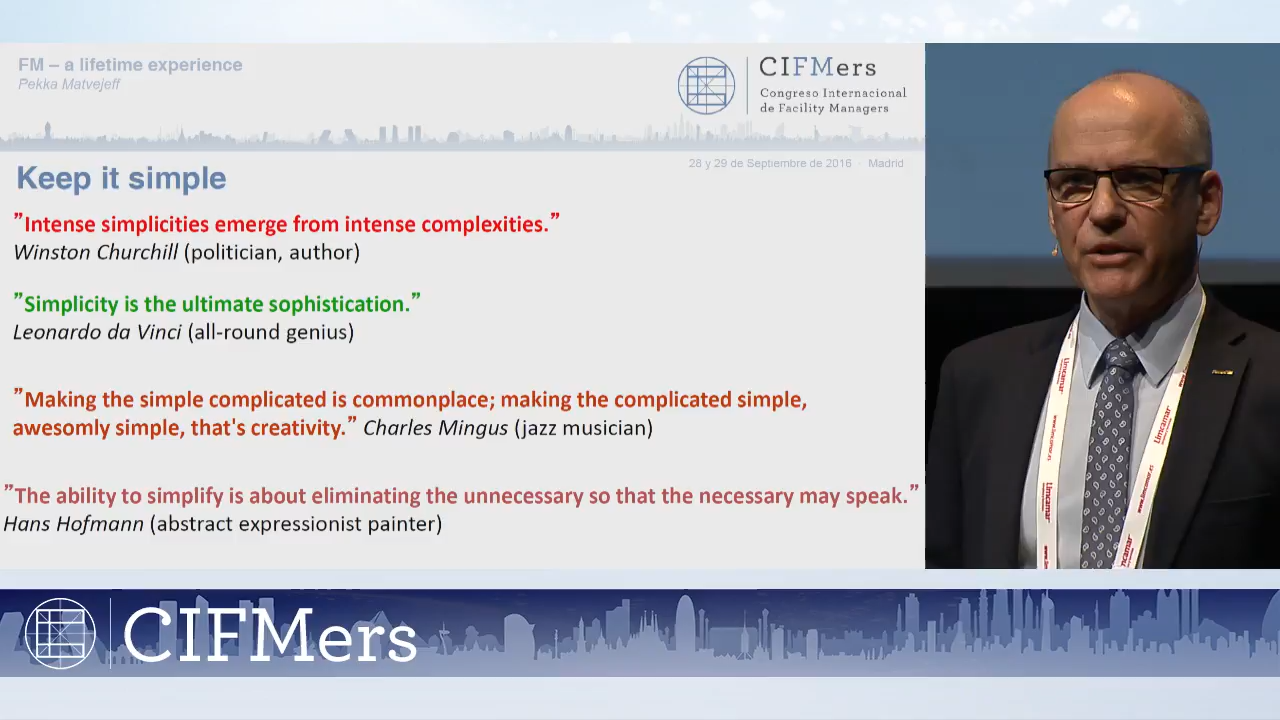 FM – a lifetime experience
Pekka Matvejeff
CIFMers
Congreso Internacional
de Facility Managers
28 y 29 de Septiembre de 2016 · Madrid
Keep it simple
”Intense simplicities emerge from intense complexities.”
Winston Churchill (politician, author)
”Simplicity is the ultimate sophistication.”
Leonardo da Vinci (all-round genius)
”Making the simple complicated is commonplace; making the complicated simple,
awesomly simple, that's creativity.” Charles Mingus (jazz musician)
”The ability to simplify is about eliminating the unnecessary so that the necessary may speak.”
Hans Hofmann (abstract expressionist painter)
Limcamar
Limcamar
Limcamar
CIFMers